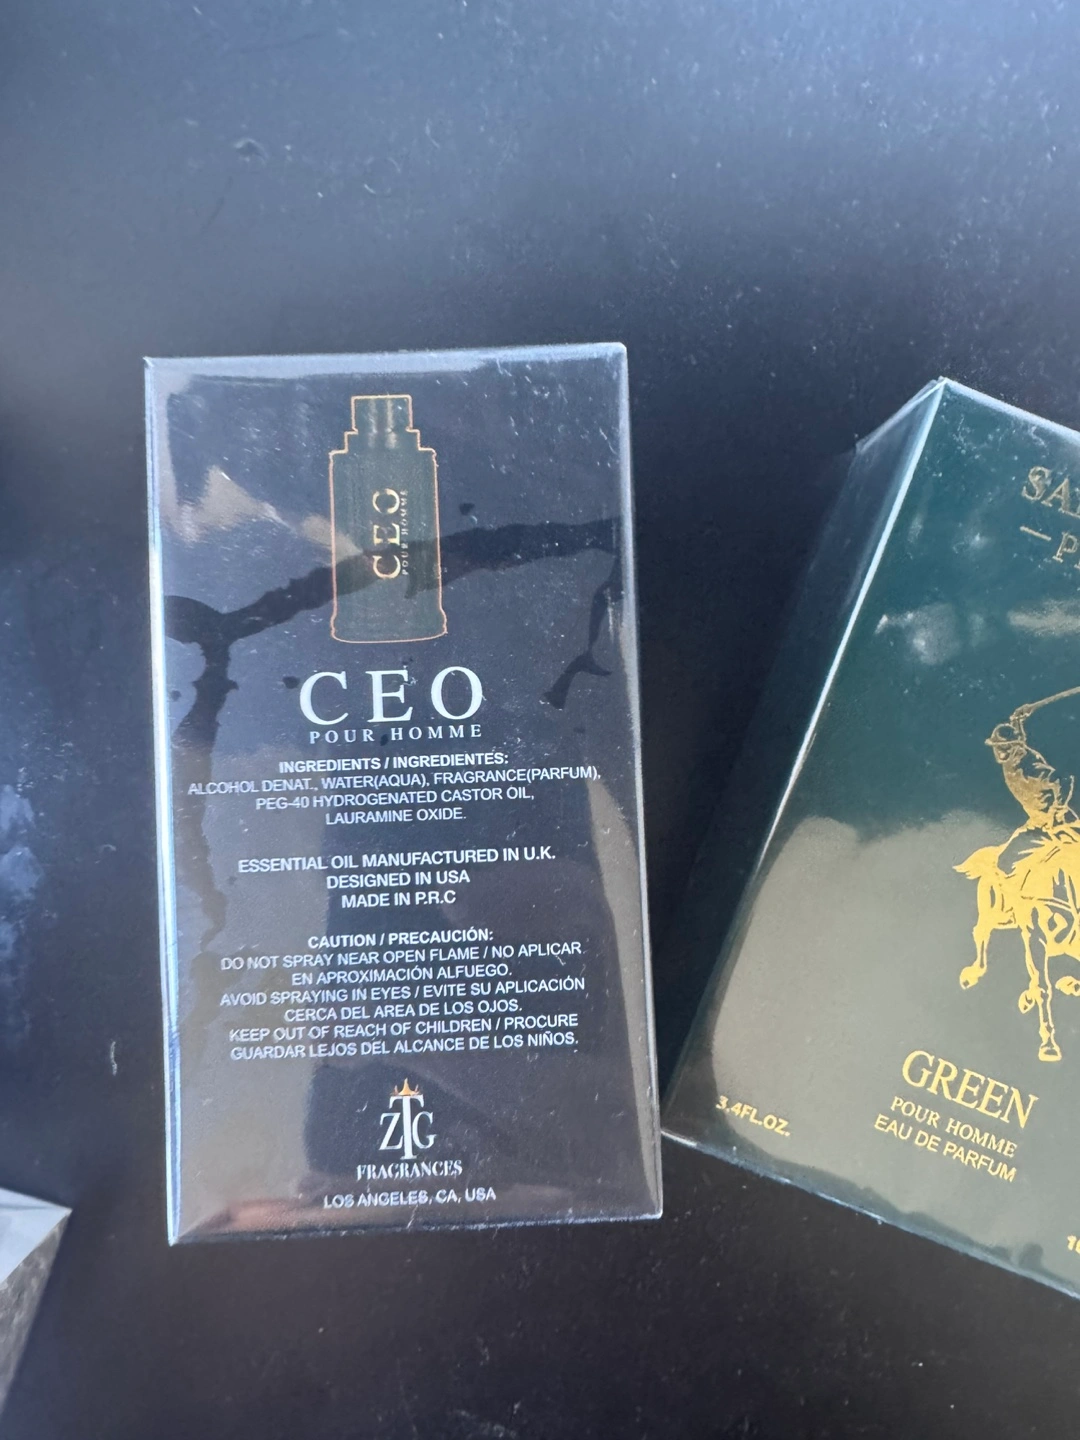 CEO
POUR HOMME
CEO
POUR HOMME
INGREDIENTS / INGREDIENTES:
ALCOHOL DENAT., WATER(AQUA), FRAGRANCE(PARFUM),
PEG-40 HYDROGENATED CASTOR OIL,
LAURAMINE OXIDE.
ESSENTIAL OIL MANUFACTURED IN U.K.
DESIGNED IN USA
MADE IN P.R.C
CAUTION / PRECAUCIÓN:
DO NOT SPRAY NEAR OPEN FLAME / NO APLICAR
EN APROXIMACIÓN ALFUEGO.
AVOID SPRAYING IN EYES / EVITE SU APLICACIÓN
CERCA DEL AREA DE LOS OJOS.
KEEP OUT OF REACH OF CHILDREN / PROCURE
GUARDAR LEJOS DEL ALCANCE DE LOS NIÑOS.
ZTG
FRAGRANCES
LOS ANGELES, CA, USA
GREEN
POUR HOMME
EAU DE PARFUM
3.4FL.OZ.